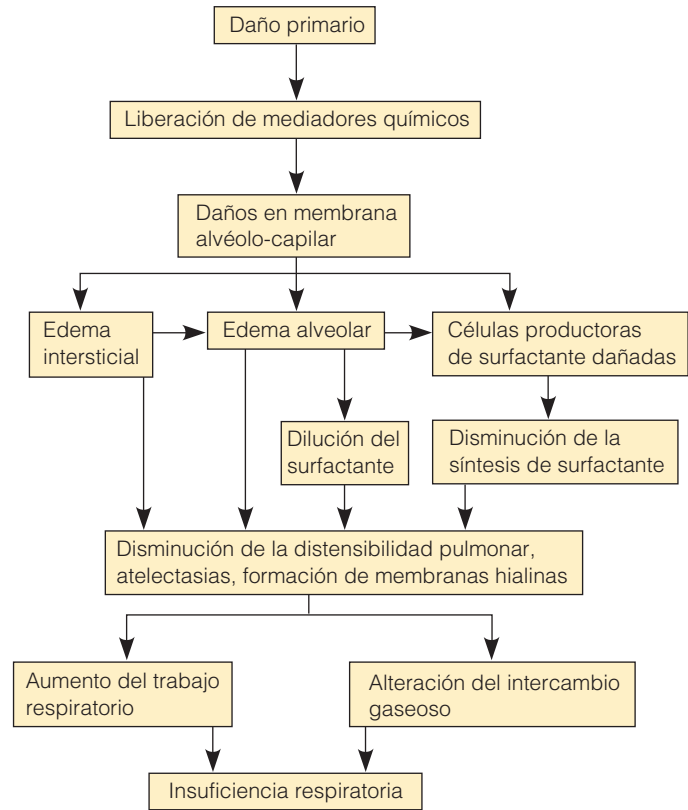 Daño primario
Liberación de mediadores químicos
Daños en membrana
alvéolo-capilar
Edema
intersticial
Edema alveolar
Células productoras
de surfactante dañadas
Dilución del
surfactante
Disminución de la
síntesis de surfactante
Disminución de la distensibilidad pulmonar,
atelectasias, formación de membranas hialinas
Aumento del trabajo
respiratorio
Alteración del intercambio
gaseoso
Insuficiencia respiratoria